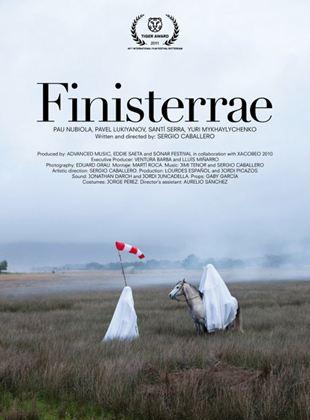 TIGER AWARD
2011
40TH INTERNATIONAL FILM FESTIVAL ROTTERDAM
Finisterrae
PAU NUBIOLA, PAVEL LUKIYANOV, SANTÍ SERRA, YURI MYKHAYLYCHENKO
Written and directed by: SERGIO CABALLERO
Produced by: ADVANCED MUSIC, EDDIE SAETA and SÓNAR FESTIVAL in collaboration with XACOBEO 2010
Executive Producer: VENTURA BARBA and LLUÍS MIÑARRO
Photography: EDUARD GRAU. Montaje: MARTÍ ROCA. Music: JIMI TENOR and SERGIO CABALLERO
Artistic direction: SERGIO CABALLERO. Production: LOURDES ESPAÑOL and JORDI PICAZOS
Sound: JONATHAN DARCH and JORDI JUNCADELLA. Props: GABY GARCÍA
Costumes: JORGE PÉREZ. Director's assistant: AURELIO SÁNCHEZ